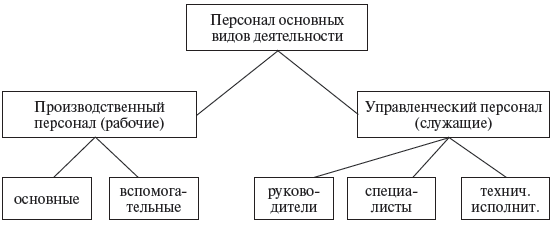 Персонал основных
видов деятельности
Производственный
персонал (рабочие)
Управленческий персонал
(служащие)
основные
вспомога-
тельные
руково-
дители
специа-
листы
технич.
исполнит.